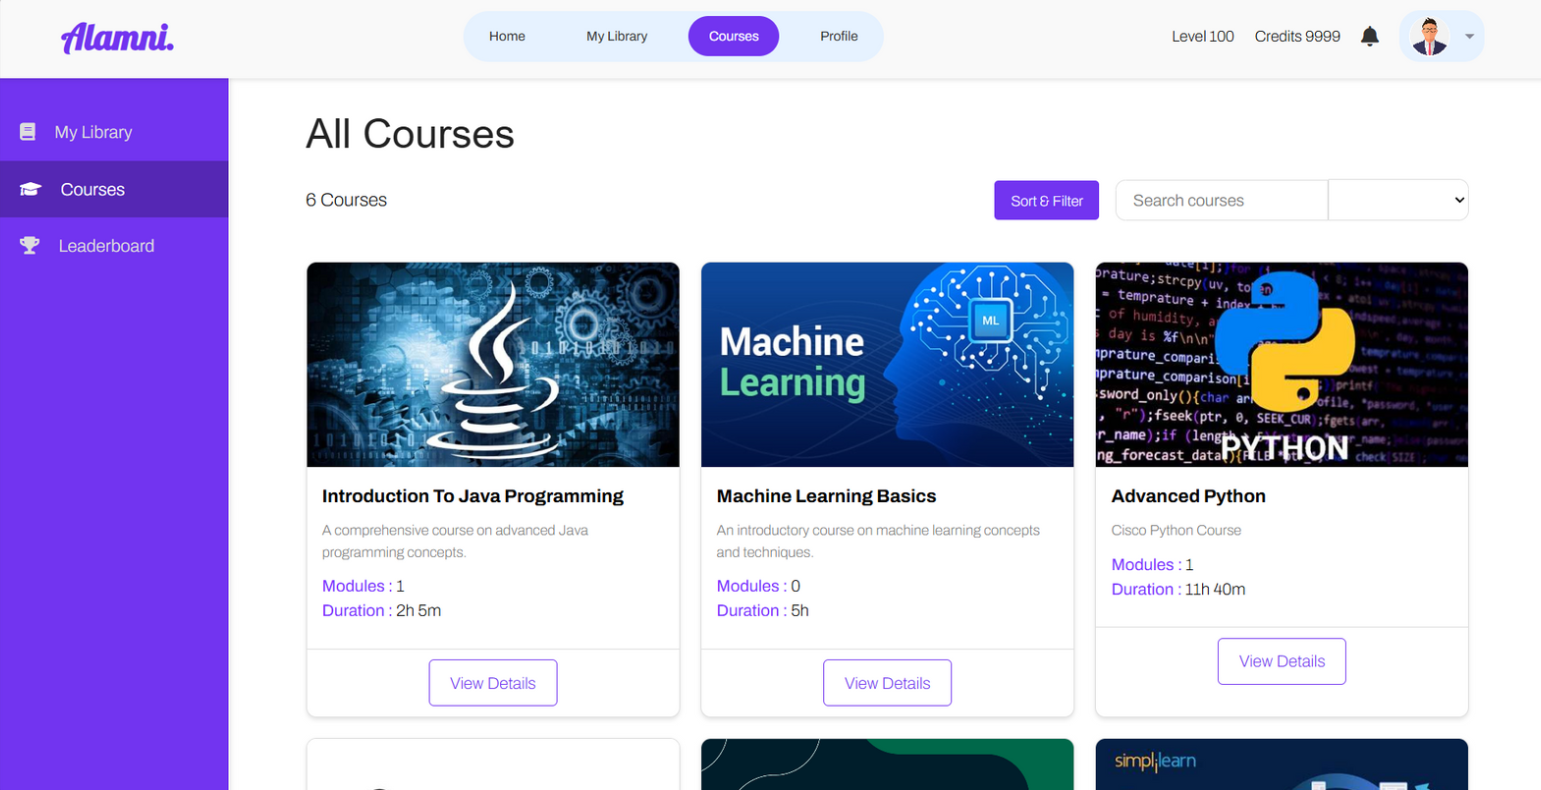 Alamni.
Home
My Library
Courses
Profile
Level 100
Credits 9999
My Library
Courses
Leaderboard
All Courses
6 Courses
Sort & Filter
Search courses
Machine
Learning
ML
PYTHON
Introduction To Java Programming
A comprehensive course on advanced Java
programming concepts.
Modules : 1
Duration : 2h 5m
View Details
Machine Learning Basics
An introductory course on machine learning concepts
and techniques.
Modules : 0
Duration : 5h
View Details
Advanced Python
Cisco Python Course
Modules : 1
Duration : 11h 40m
View Details
simplilearn